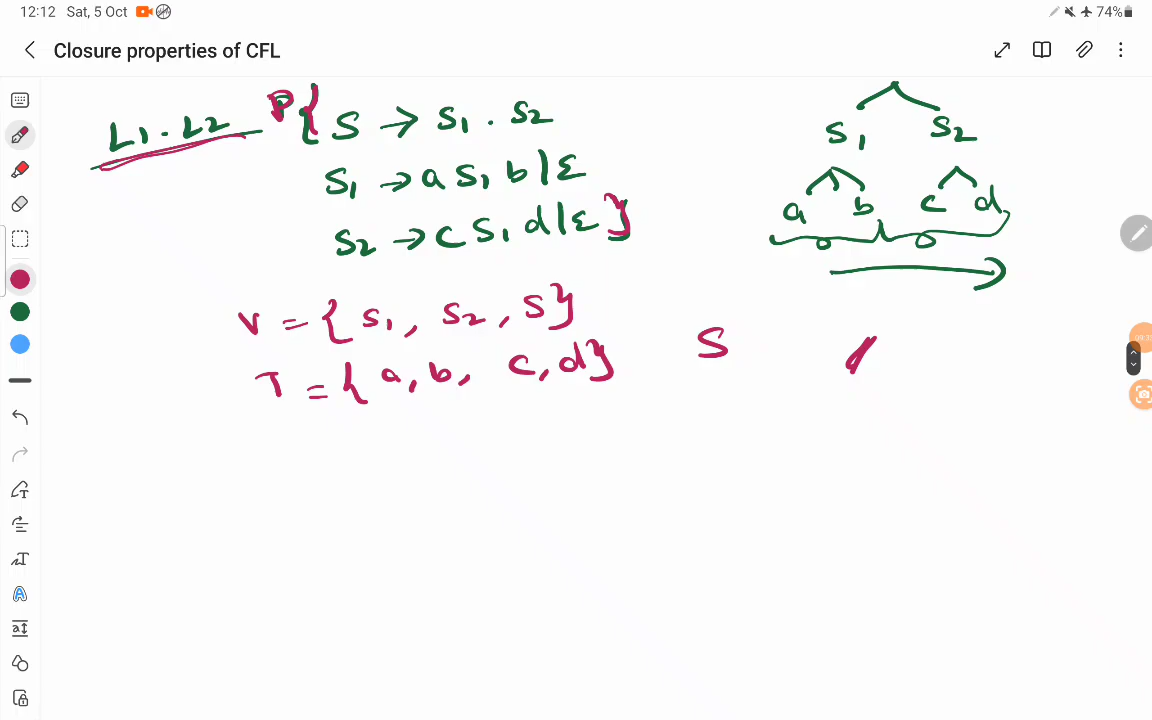 12:12 Sat, 5 Oct 74%
Closure properties of CFL
L1 · L2 P { S → S1 . S2
S1 → a S1 b | Σ
S2 → c S1 d | Σ }
S1 S2
a b c d
V = { S1, S2, S }
T = { a, b, c, d } S